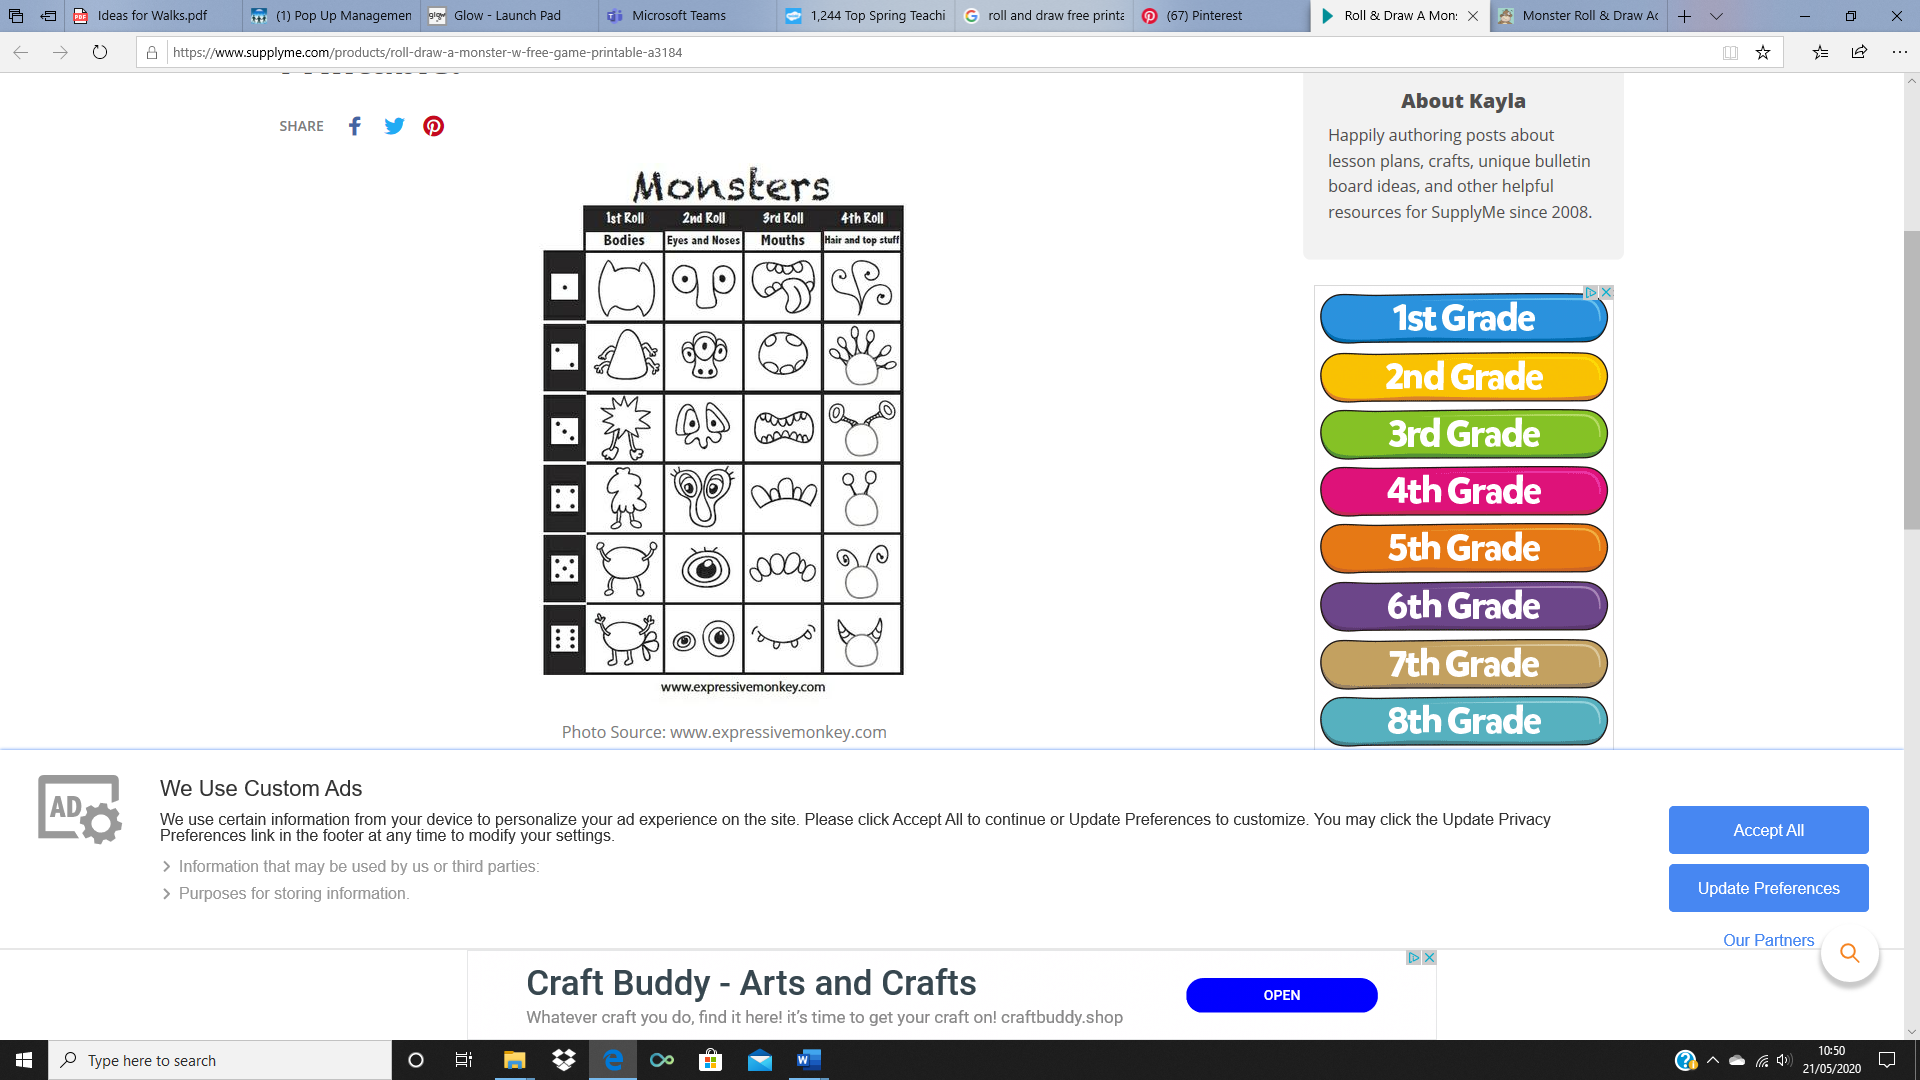 Ideas for Walks.pdf
(1) Pop Up Managemen
Glow - Launch Pad
Microsoft Teams
1,244 Top Spring Teachi
roll and draw free printa
(67) Pinterest
Roll & Draw A Mon
Monster Roll & Draw Ac
https://www.supplyme.com/products/roll-draw-a-monster-w-free-game-printable-a3184
SHARE
About Kayla
Happily authoring posts about
lesson plans, crafts, unique bulletin
board ideas, and other helpful
resources for SupplyMe since 2008.
Monsters
1st Roll 2nd Roll 3rd Roll 4th Roll
Bodies Eyes and Noses Mouths Hair and top stuff
www.expressivemonkey.com
Photo Source: www.expressivemonkey.com
1st Grade
2nd Grade
3rd Grade
4th Grade
5th Grade
6th Grade
7th Grade
8th Grade
AD
We Use Custom Ads
We use certain information from your device to personalize your ad experience on the site. Please click Accept All to continue or Update Preferences to customize. You may click the Update Privacy
Preferences link in the footer at any time to modify your settings.
Information that may be used by us or third parties:
Purposes for storing information.
Accept All
Update Preferences
Our Partners
Craft Buddy - Arts and Crafts
Whatever craft you do, find it here! it's time to get your craft on! craftbuddy.shop
OPEN
Type here to search
10:50
21/05/2020